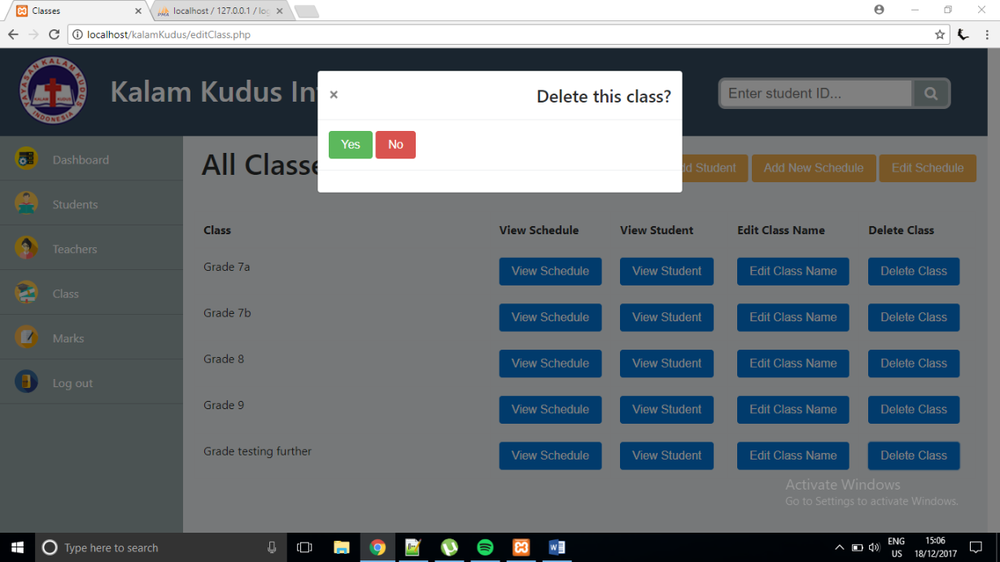 Classes
localhost / 127.0.0.1 / log
localhost/kalamKudus/editClass.php
YAYASAN KALAM KUDUS
INDONESIA
KALAM KUDUS
Kalam Kudus In
Enter student ID...
× Delete this class?
Yes No
Dashboard
Students
Teachers
Class
Marks
Log out
All Classe
dd Student Add New Schedule Edit Schedule
Class View Schedule View Student Edit Class Name Delete Class
Grade 7a View Schedule View Student Edit Class Name Delete Class
Grade 7b View Schedule View Student Edit Class Name Delete Class
Grade 8 View Schedule View Student Edit Class Name Delete Class
Grade 9 View Schedule View Student Edit Class Name Delete Class
Grade testing further View Schedule View Student Edit Class Name Delete Class
Activate Windows
Go to Settings to activate Windows.
Type here to search
ENG
US
15:06
18/12/2017